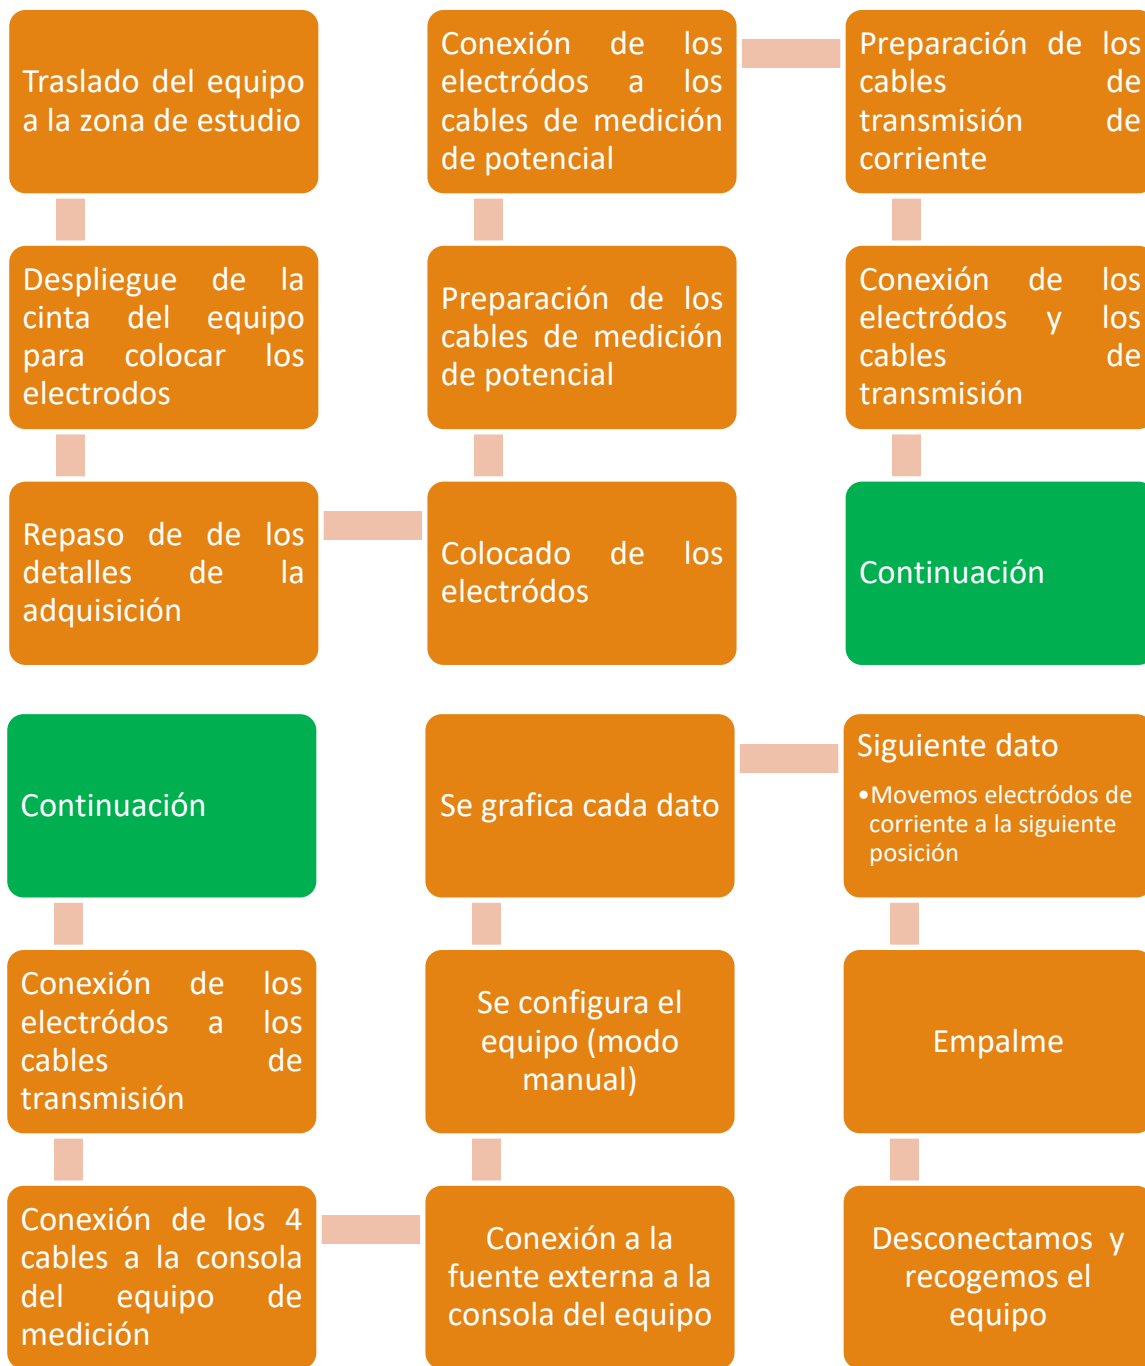 Traslado del equipo
a la zona de estudio
Despliegue de la
cinta del equipo
para colocar los
electrodos
Repaso de de los
detalles de la
adquisición
Colocado de los
electródos
Preparación de los
cables de medición
de potencial
Conexión de los
electródos a los
cables de medición
de potencial
Preparación de los
cables de
transmisión de
corriente
Conexión de los
electródos y los
cables de
transmisión
Continuación
Continuación
Conexión de los
electródos a los
cables de
transmisión
Conexión de los 4
cables a la consola
del equipo de
medición
Conexión a la
fuente externa a la
consola del equipo
Se configura el
equipo (modo
manual)
Se grafica cada dato
Siguiente dato
•Movemos electródos de
corriente a la siguiente
posición
Empalme
Desconectamos y
recogemos el
equipo